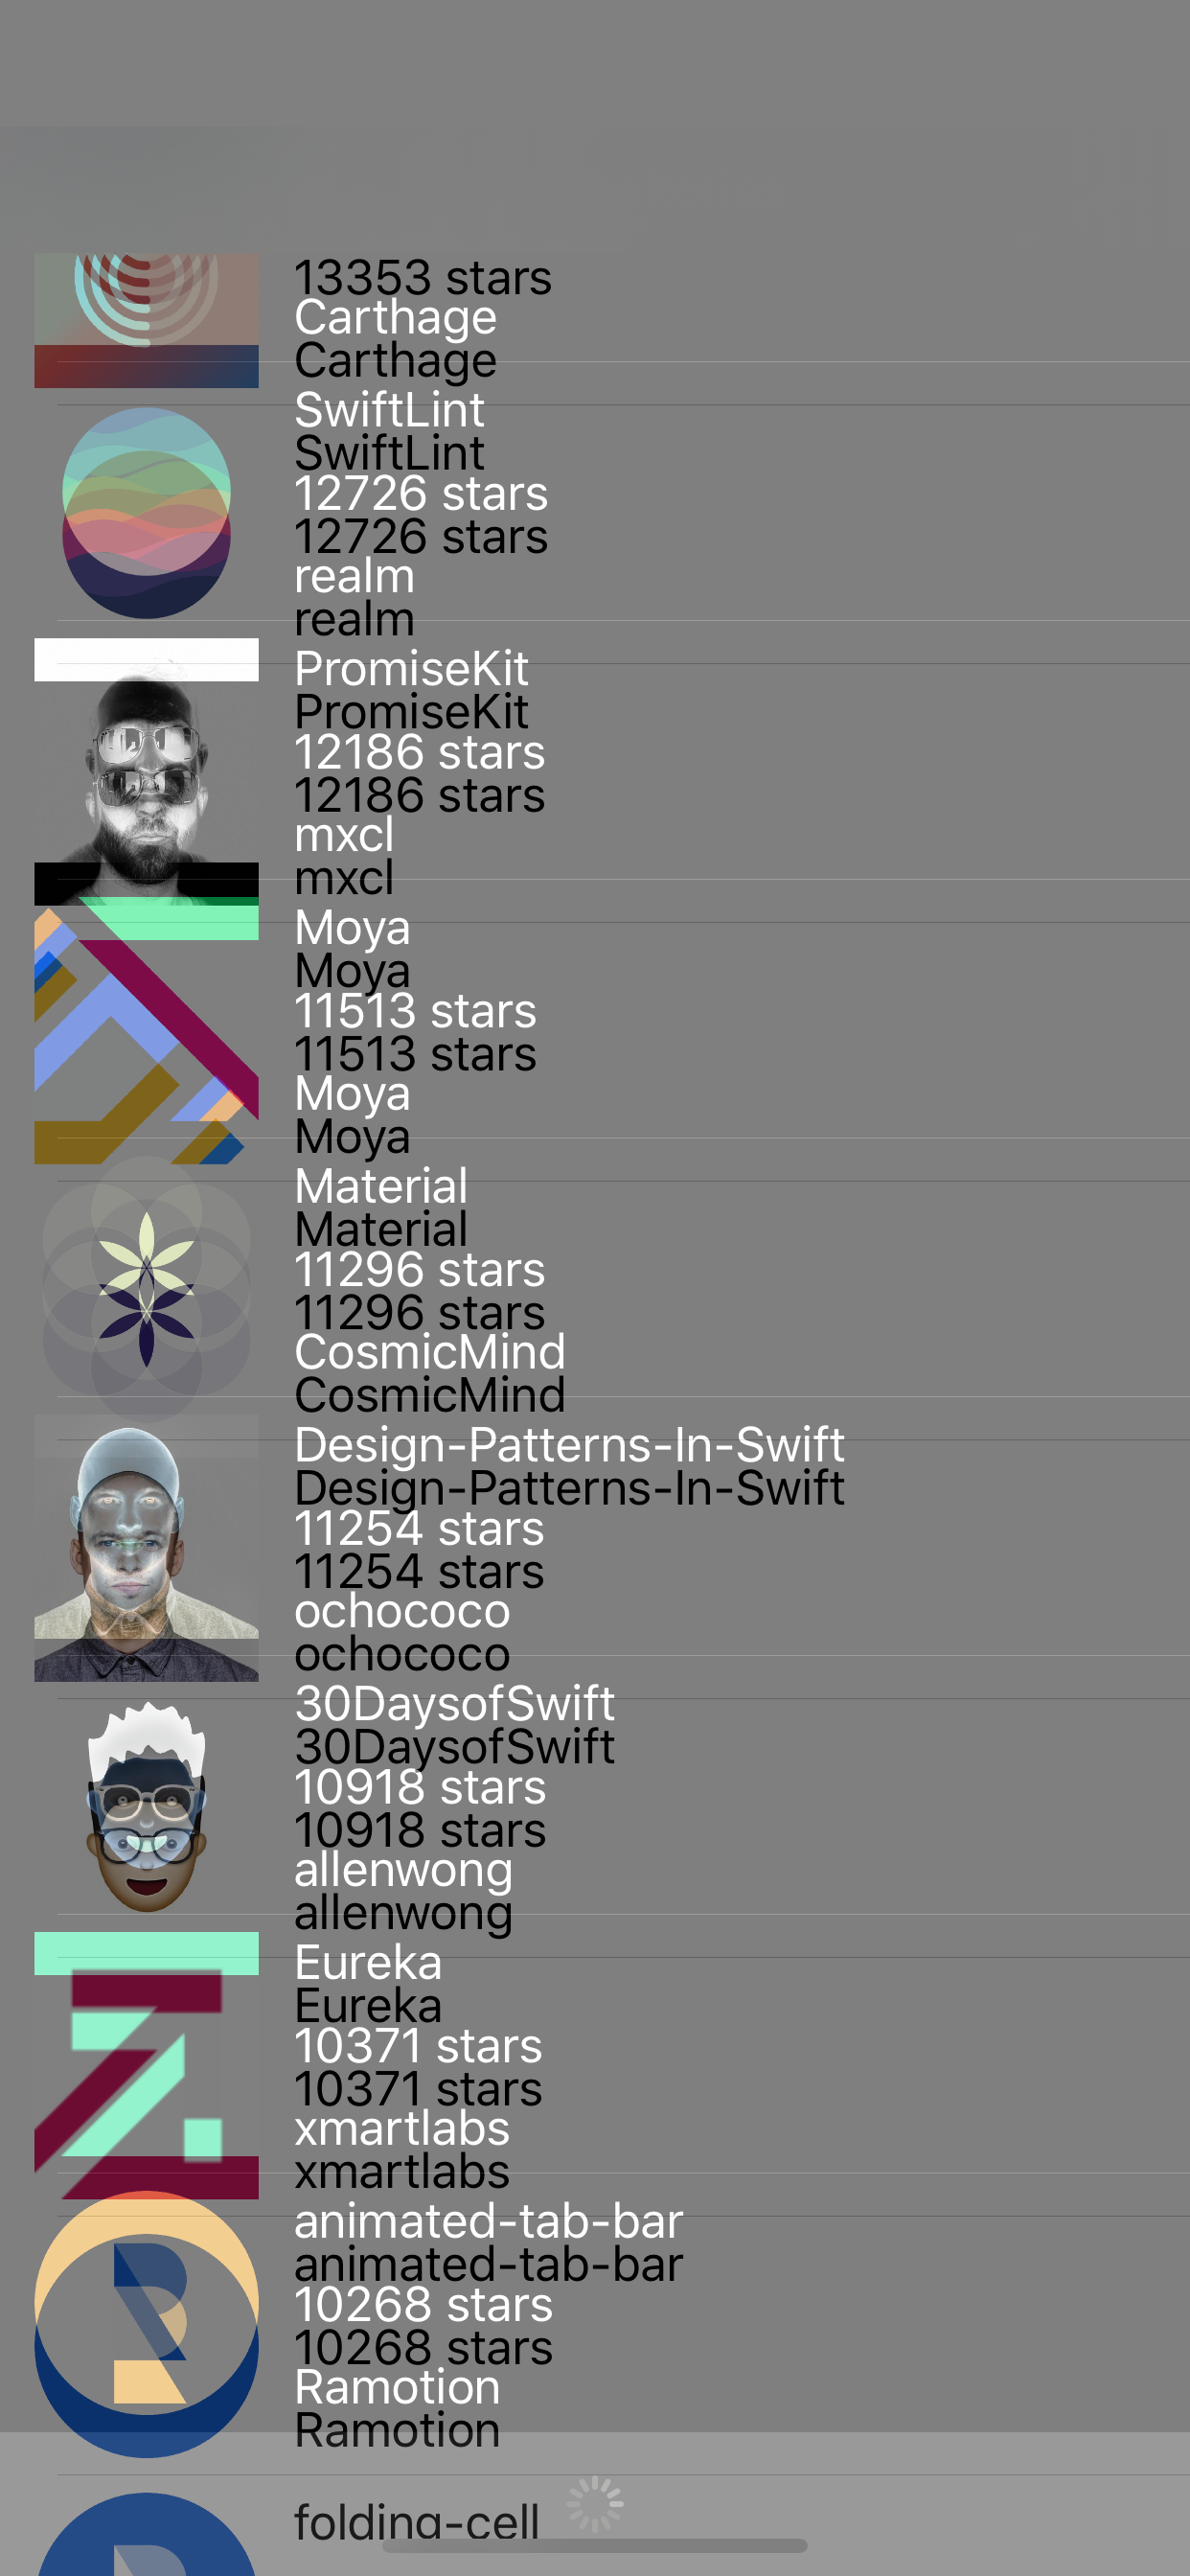 13353 stars
Carthage
Carthage
SwiftLint
SwiftLint
12726 stars
12726 stars
realm
realm
PromiseKit
PromiseKit
12186 stars
12186 stars
mxcl
mxcl
Moya
Moya
11513 stars
11513 stars
Moya
Moya
Material
Material
11296 stars
11296 stars
CosmicMind
CosmicMind
Design-Patterns-In-Swift
Design-Patterns-In-Swift
11254 stars
11254 stars
ochococo
ochococo
30DaysofSwift
30DaysofSwift
10918 stars
10918 stars
allenwong
allenwong
Eureka
Eureka
10371 stars
10371 stars
xmartlabs
xmartlabs
animated-tab-bar
animated-tab-bar
10268 stars
10268 stars
Ramotion
Ramotion
folding-cell